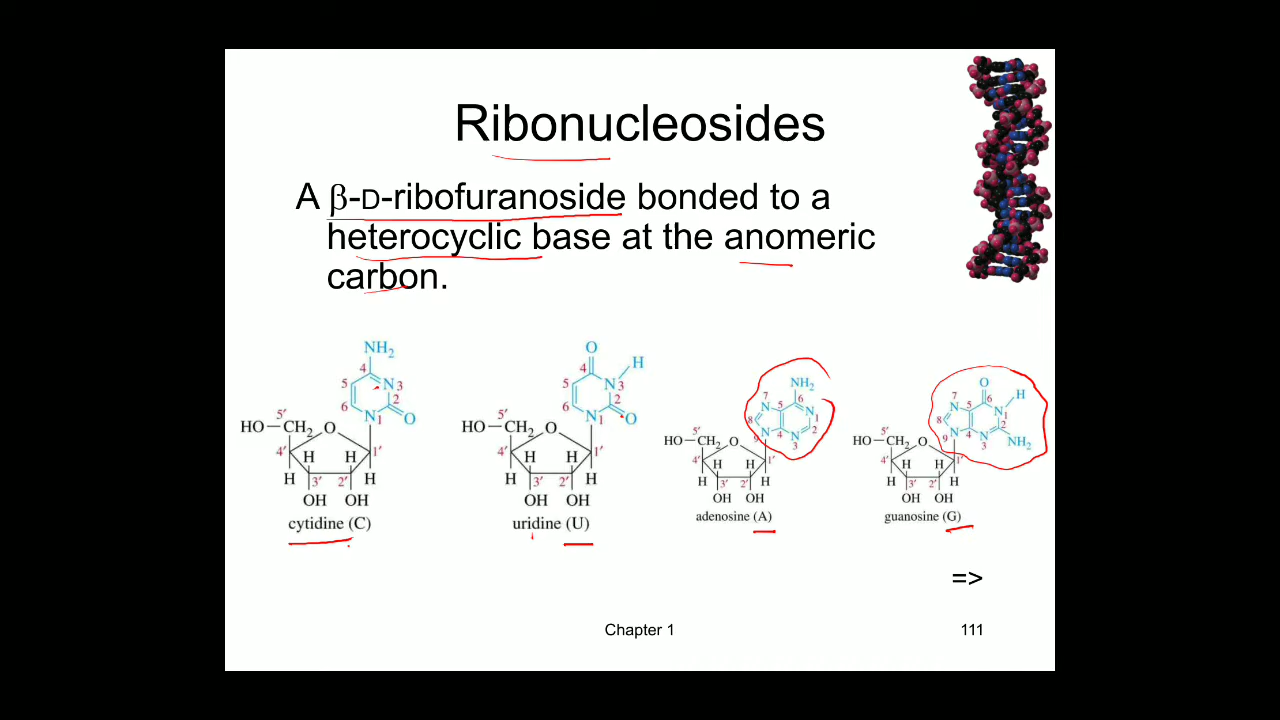 Ribonucleosides
A β-D-ribofuranoside bonded to a
heterocyclic base at the anomeric
carbon.
NH₂
4
5
N 3
6
2
N 1
O
HO—CH₂
5′
O
4′
1′
H
H
H
3′
2′
H
OH
OH
cytidine (C)
O
H
4
5
N 3
6
2
N 1
O
HO—CH₂
5′
O
4′
1′
H
H
H
3′
2′
H
OH
OH
uridine (U)
NH₂
7
N
5
6
N 1
8
9
N
4
N
3
2
HO—CH₂
5′
O
4′
1′
H
H
H
3′
2′
H
OH
OH
adenosine (A)
O
H
7
N
5
6
N 1
8
9
N
4
N
3
2
NH₂
HO—CH₂
5′
O
4′
1′
H
H
H
3′
2′
H
OH
OH
guanosine (G)
=>
Chapter 1
111